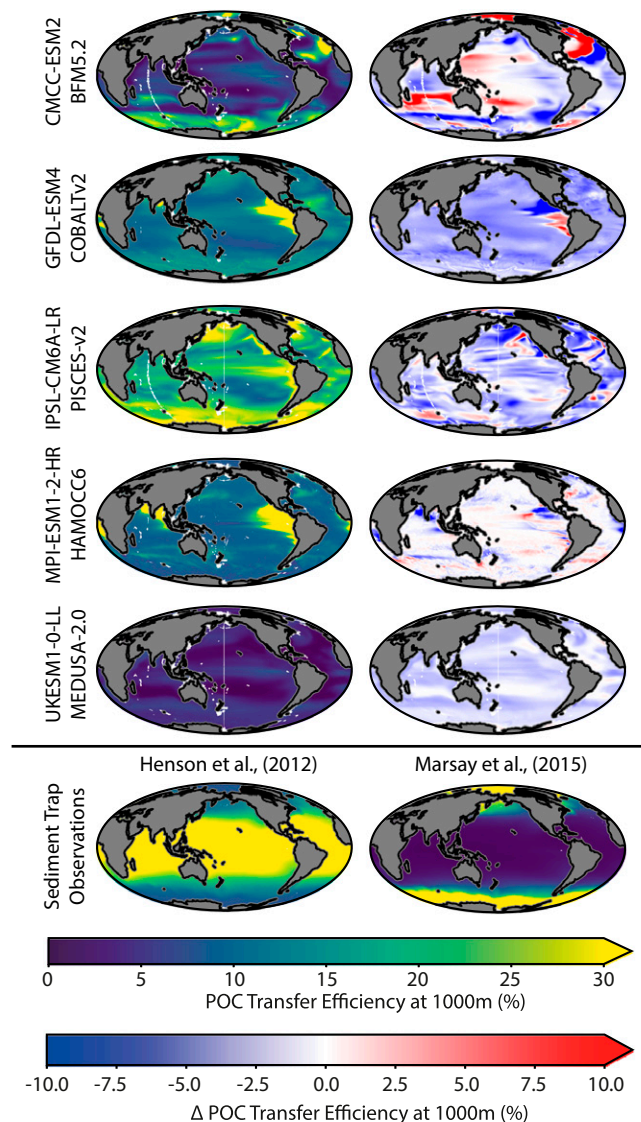 CMCC-ESM2
BFM5.2
GFDL-ESM4
COBALTv2
IPSL-CM6A-LR
PISCES-v2
MPI-ESM1-2-HR
HAMOCC6
UKESM1-0-LL
MEDUSA-2.0
Henson et al., (2012) Marsay et al., (2015)
Sediment Trap
Observations
0 5 10 15 20 25 30
POC Transfer Efficiency at 1000m (%)
-10.0 -7.5 -5.0 -2.5 0.0 2.5 5.0 7.5 10.0
Δ POC Transfer Efficiency at 1000m (%)